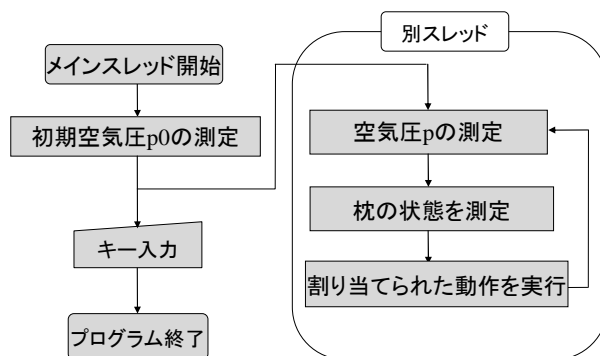 メインスレッド開始
初期空気圧p0の測定
キー入力
プログラム終了
別スレッド
空気圧pの測定
枕の状態を測定
割り当てられた動作を実行